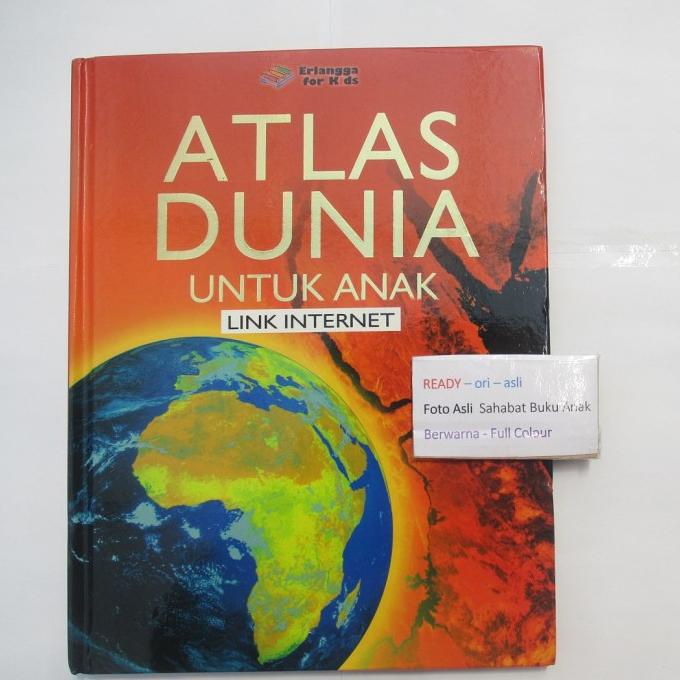 Erlangga
for Kids
ATLAS
DUNIA
UNTUK ANAK
LINK INTERNET
READY – ori – asli
Foto Asli Sahabat Buku Anak
Berwarna - Full Colour